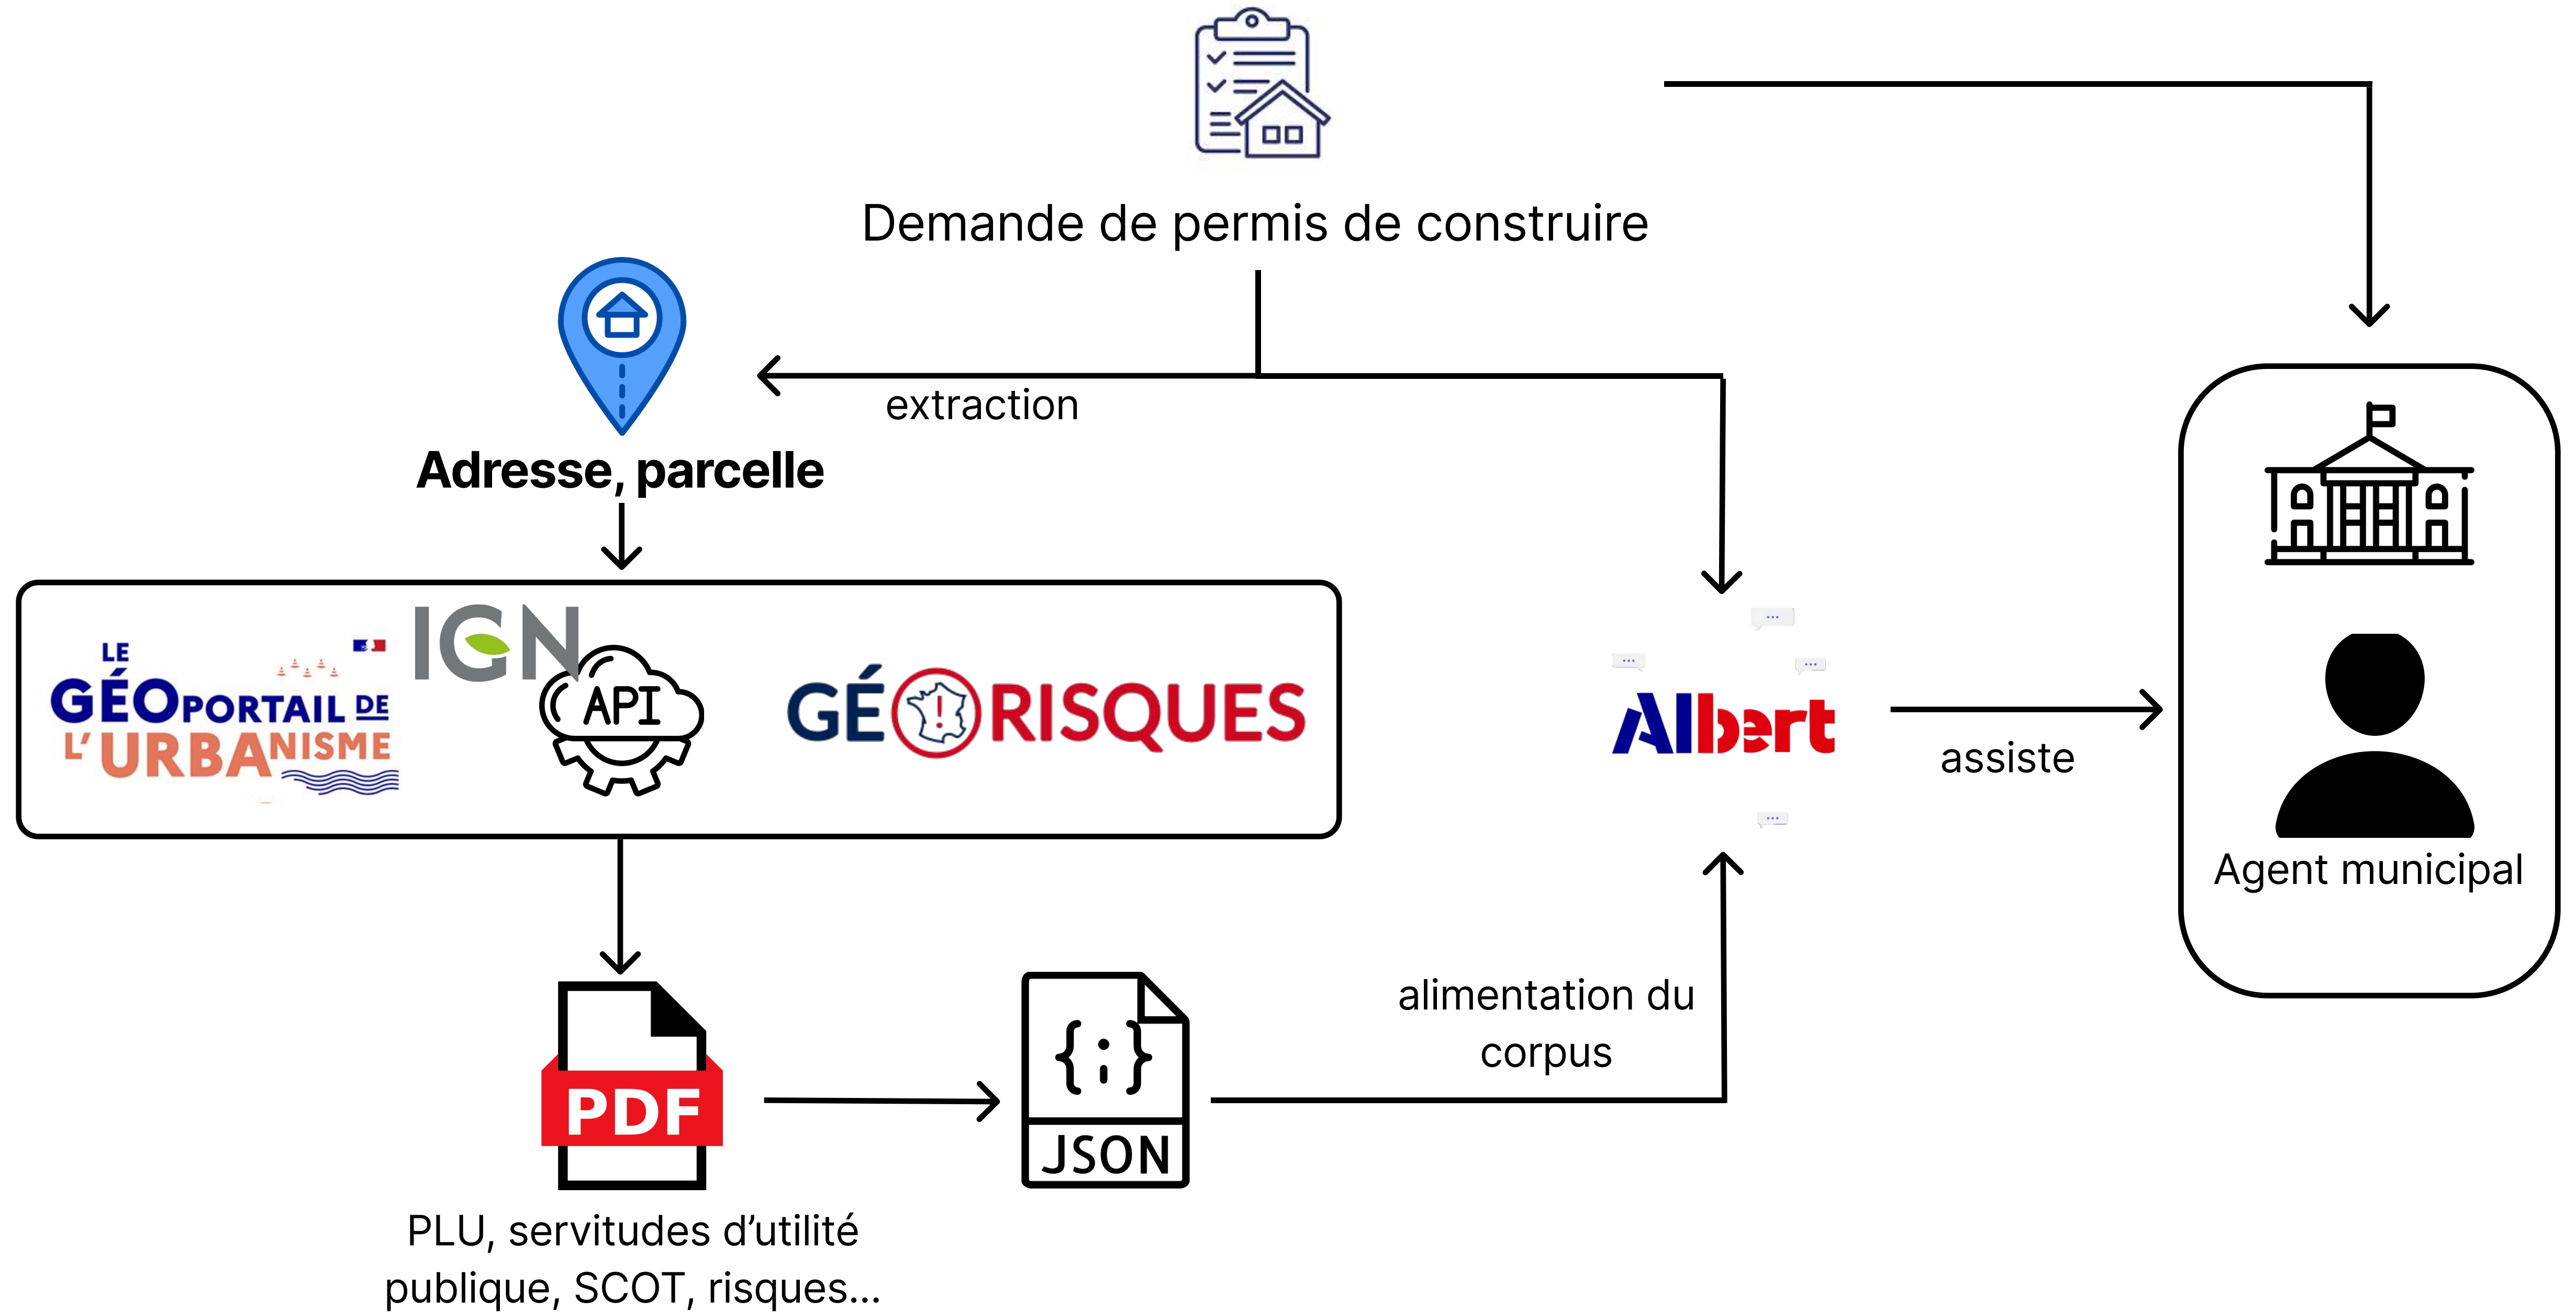 Demande de permis de construire
extraction
Adresse, parcelle
LE
GÉOPORTAIL DE
L'URBANISME
IGN
API
GÉORISQUES
Albert
assiste
Agent municipal
PDF
JSON
alimentation du
corpus
PLU, servitudes d’utilité
publique, SCOT, risques...